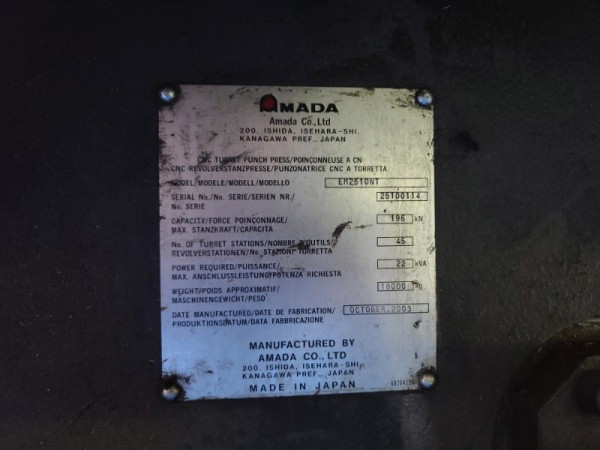 AMADA
Amada Co.,Ltd
200, ISHIDA, ISEHARA-SHI,
KANAGAWA PREF., JAPAN
CNC TURRET PUNCH PRESS/POINÇONNEUSE A CN
CNC-REVOLVERSTANZPRESSE/PUNZONATRICE CNC A TORRETTA
MODEL/MODELE/MODELL/MODELLO EM2510NT
SERIAL No./No. SERIE/SERIEN NR./ 25100114
No. SERIE
CAPACITY/FORCE POINÇONNAGE/ 196 kN
MAX. STANZKRAFT/CAPACITA
No. OF TURRET STATIONS/NOMBRE D'OUTILS/ 45
REVOLVERSTATIONEN/No STAZIONI TURRETTA
POWER REQUIRED/PUISSANCE/ 22 kVA
MAX. ANSCHLUSSLEISTUNG/POTENZA RICHIESTA
WEIGHT/POIDS APPROXIMATIF/ 18000 kg
MASCHINENGEWICHT/PESO
DATE MANUFACTURED/DATE DE FABRICATION/ OCTOBER,2003
PRODUKTIONSDATUM/DATA FABBRICAZIONE
MANUFACTURED BY
AMADA CO.,LTD
200, ISHIDA, ISEHARA-SHI,
KANAGAWA PREF., JAPAN
MADE IN JAPAN